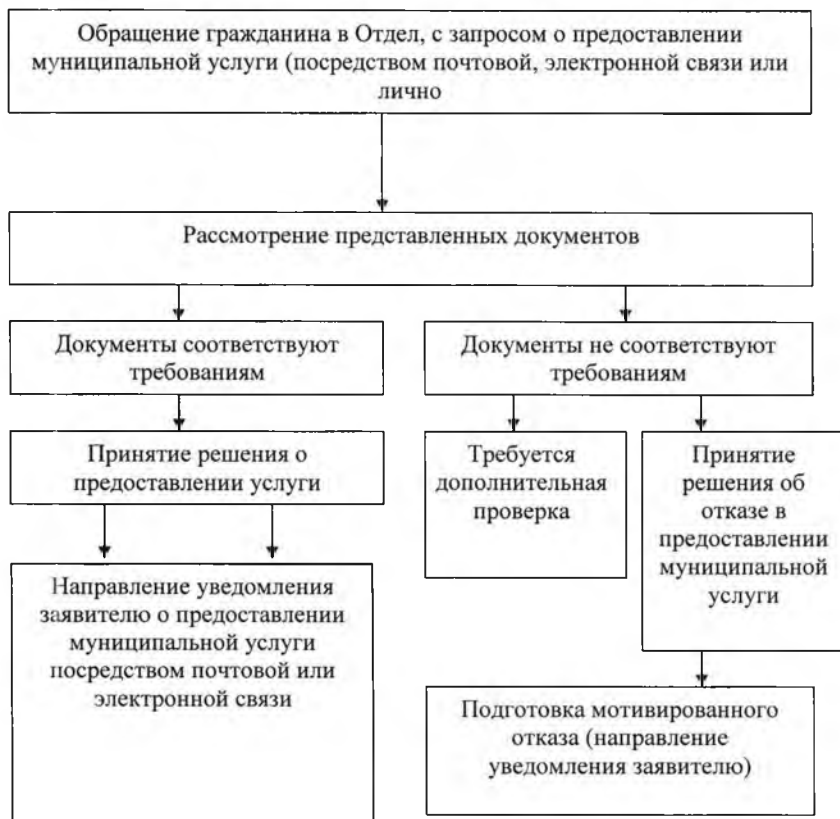 Обращение гражданина в Отдел, с запросом о предоставлении
муниципальной услуги (посредством почтовой, электронной связи или
лично
Рассмотрение представленных документов
Документы соответствуют
требованиям
Документы не соответствуют
требованиям
Принятие решения о
предоставлении услуги
Требуется
дополнительная
проверка
Принятие
решения об
отказе в
предоставлении
муниципальной
услуги
Направление уведомления
заявителю о предоставлении
муниципальной услуги
посредством почтовой или
электронной связи
Подготовка мотивированного
отказа (направление
уведомления заявителю)